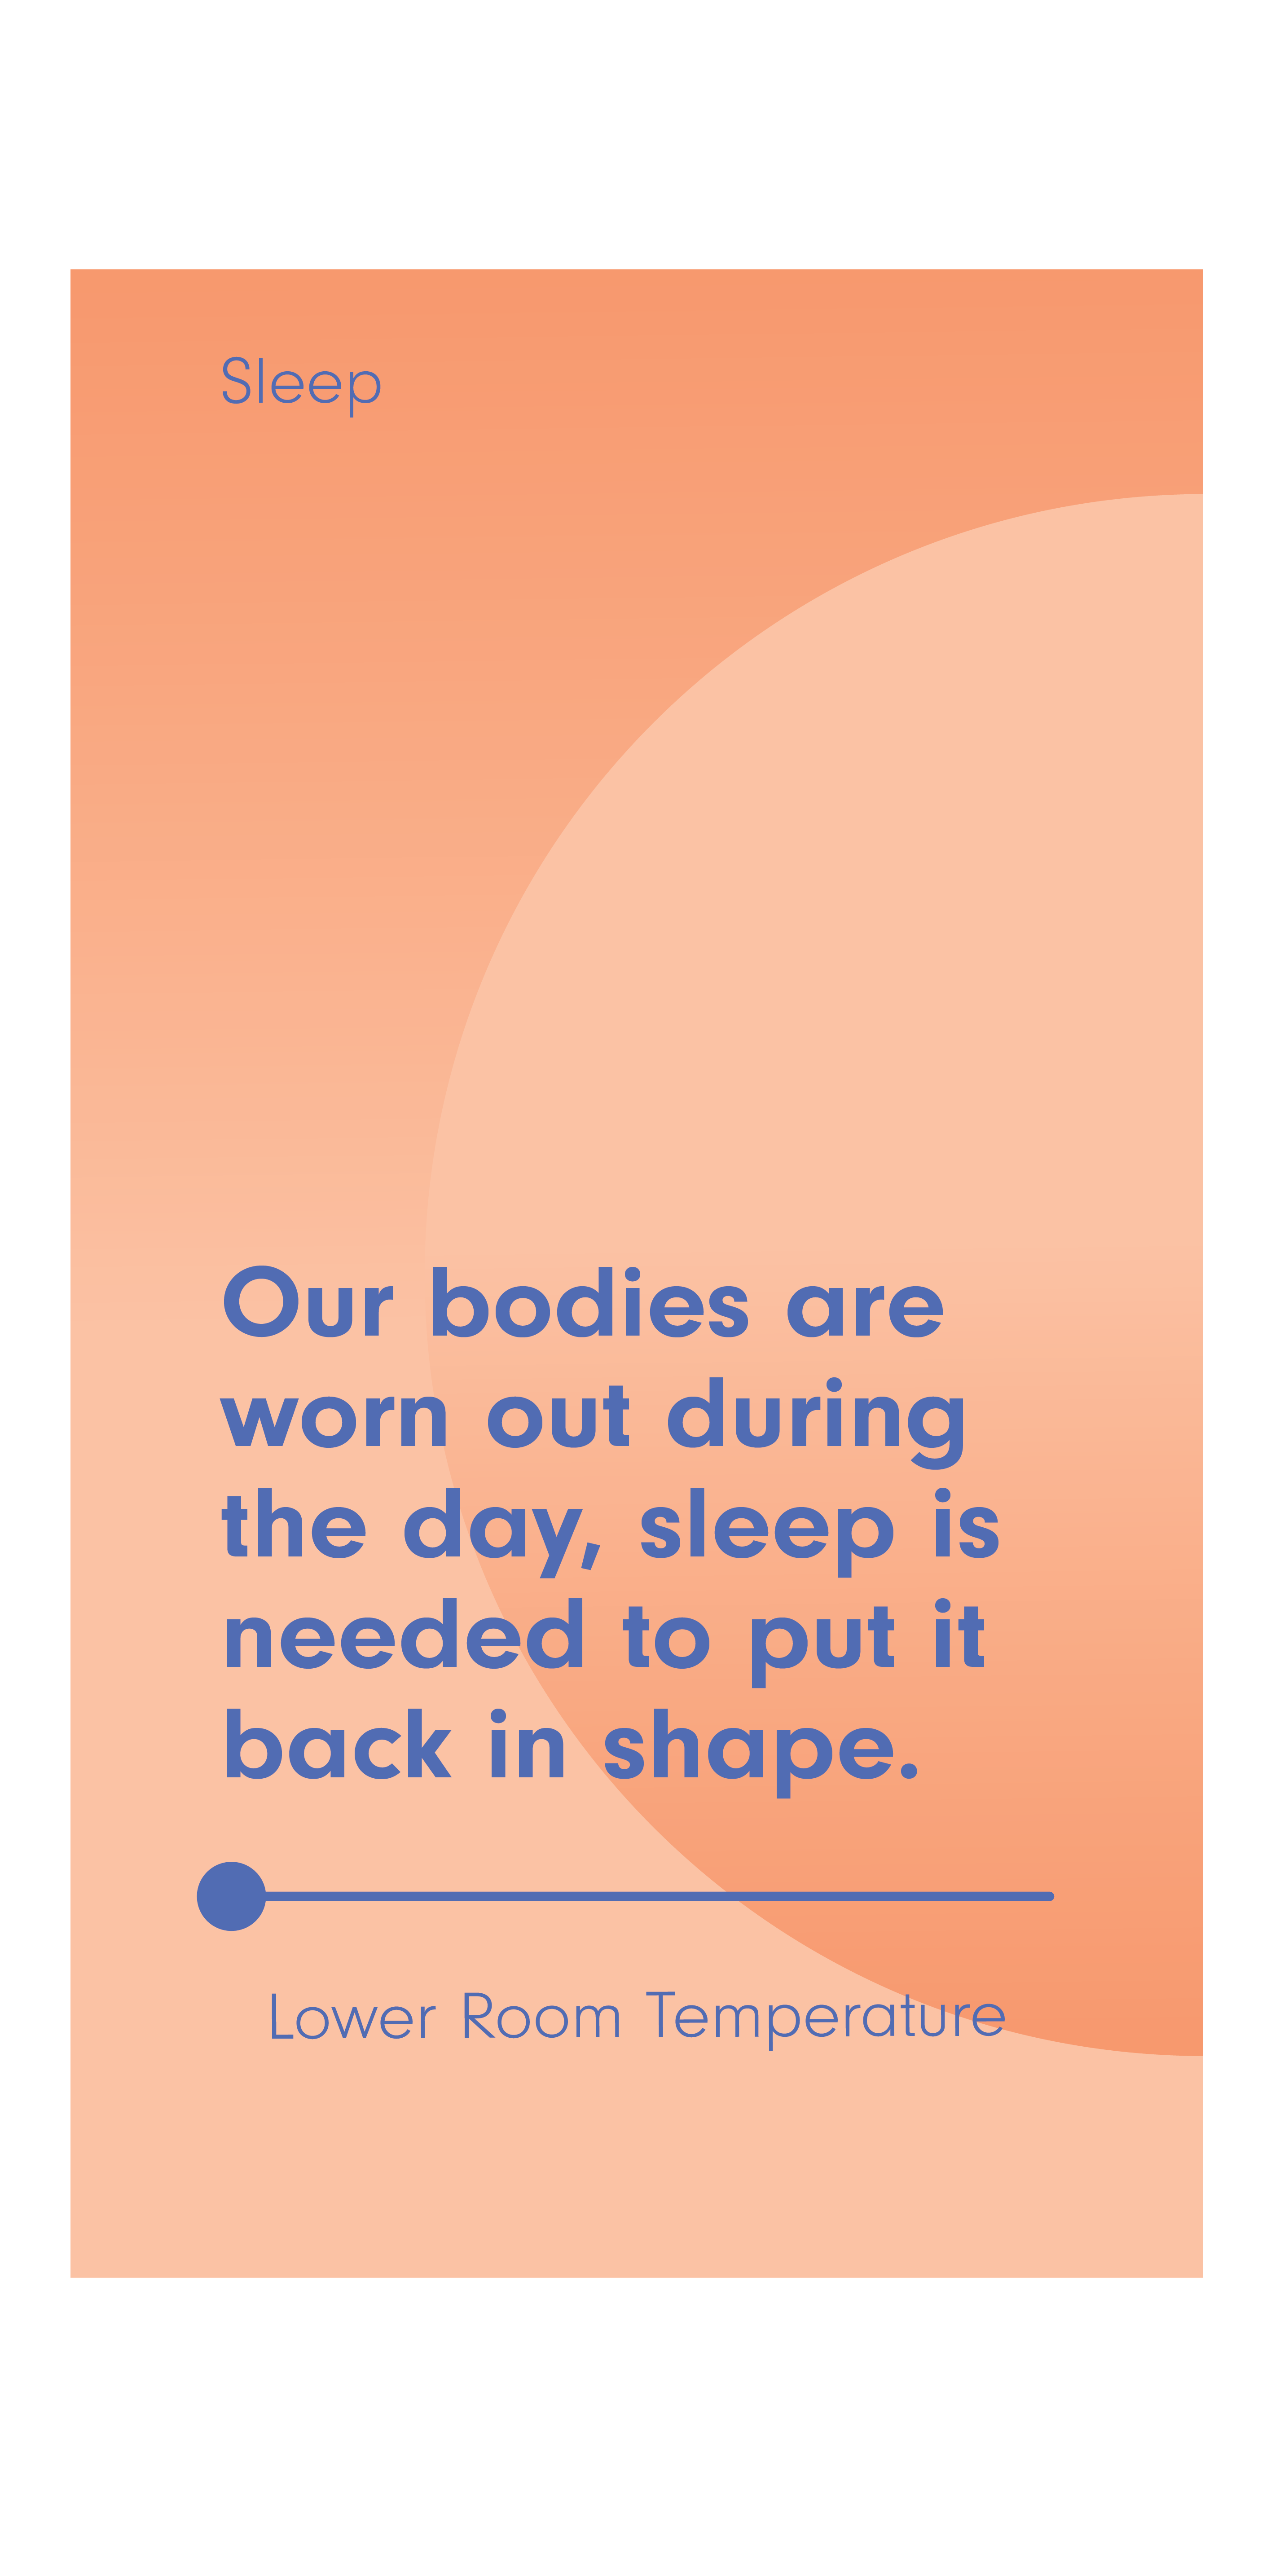 Sleep
Our bodies are
worn out during
the day, sleep is
needed to put it
back in shape.
Lower Room Temperature